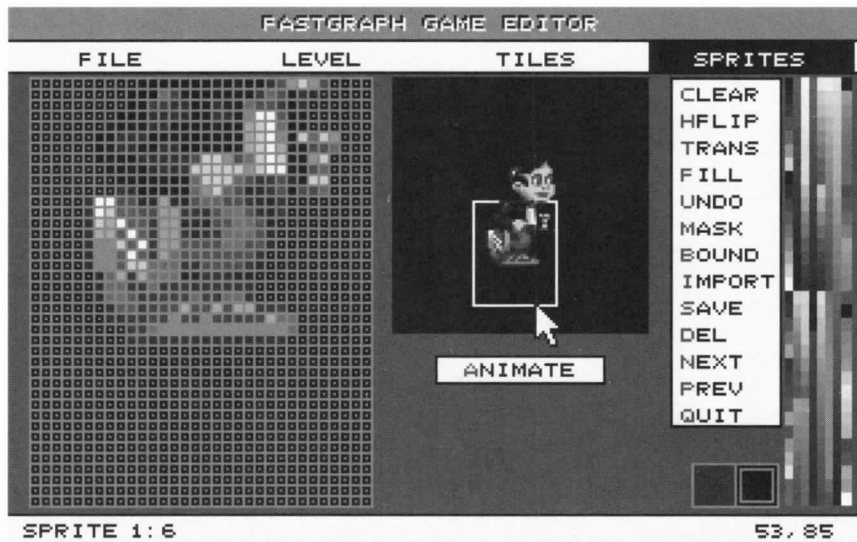 FASTGRAPH GAME EDITOR
FILE LEVEL TILES SPRITES
CLEAR
HFLIP
TRANS
FILL
UNDO
MASK
BOUND
IMPORT
SAVE
DEL
NEXT
PREV
QUIT
ANIMATE
SPRITE 1:6 53,85